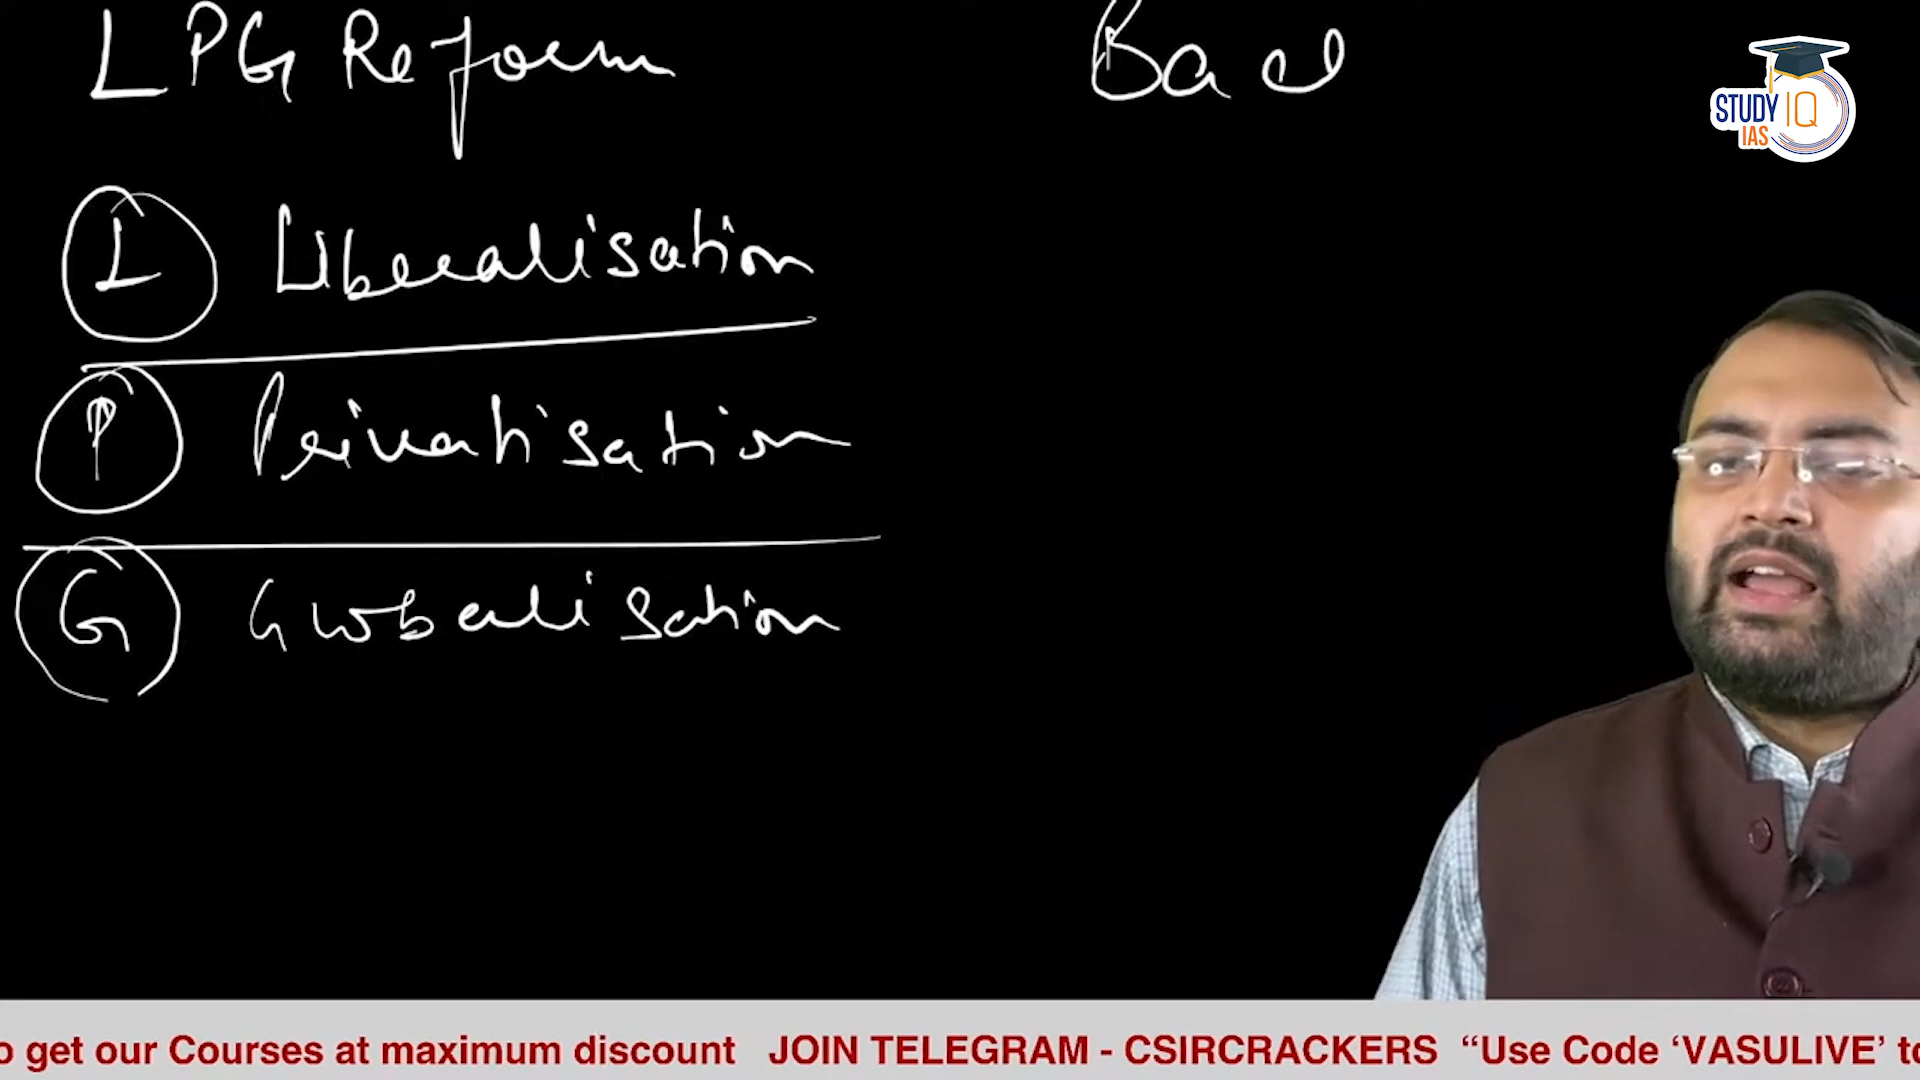 LPG Reform
L Liberalisation
P Privatisation
G Globalisation
STUDY IQ
IAS
o get our Courses at maximum discount JOIN TELEGRAM - CSIRCRACKERS “Use Code ‘VASULIVE’ to